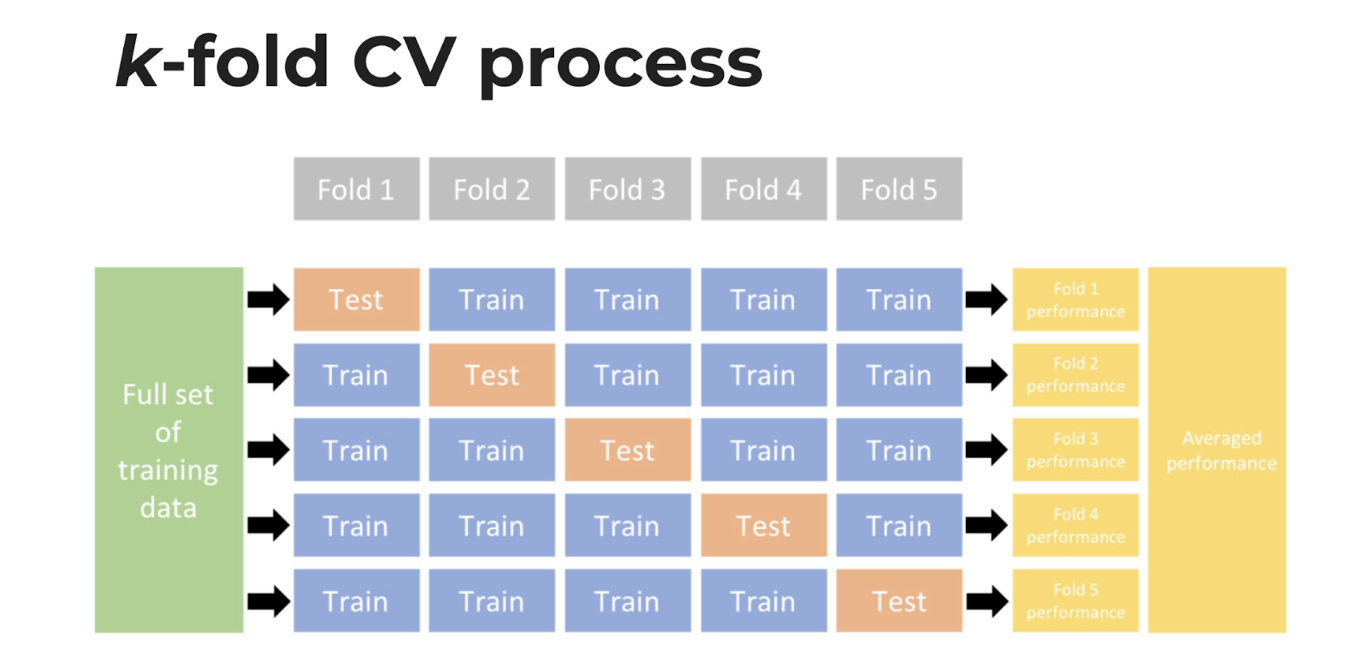 k-fold CV process
Fold 1 Fold 2 Fold 3 Fold 4 Fold 5
Full set
of
training
data
Test Train Train Train Train
Fold 1
performance
Train Test Train Train Train
Fold 2
performance
Train Train Test Train Train
Fold 3
performance
Train Train Train Test Train
Fold 4
performance
Train Train Train Train Test
Fold 5
performance
Averaged
performance